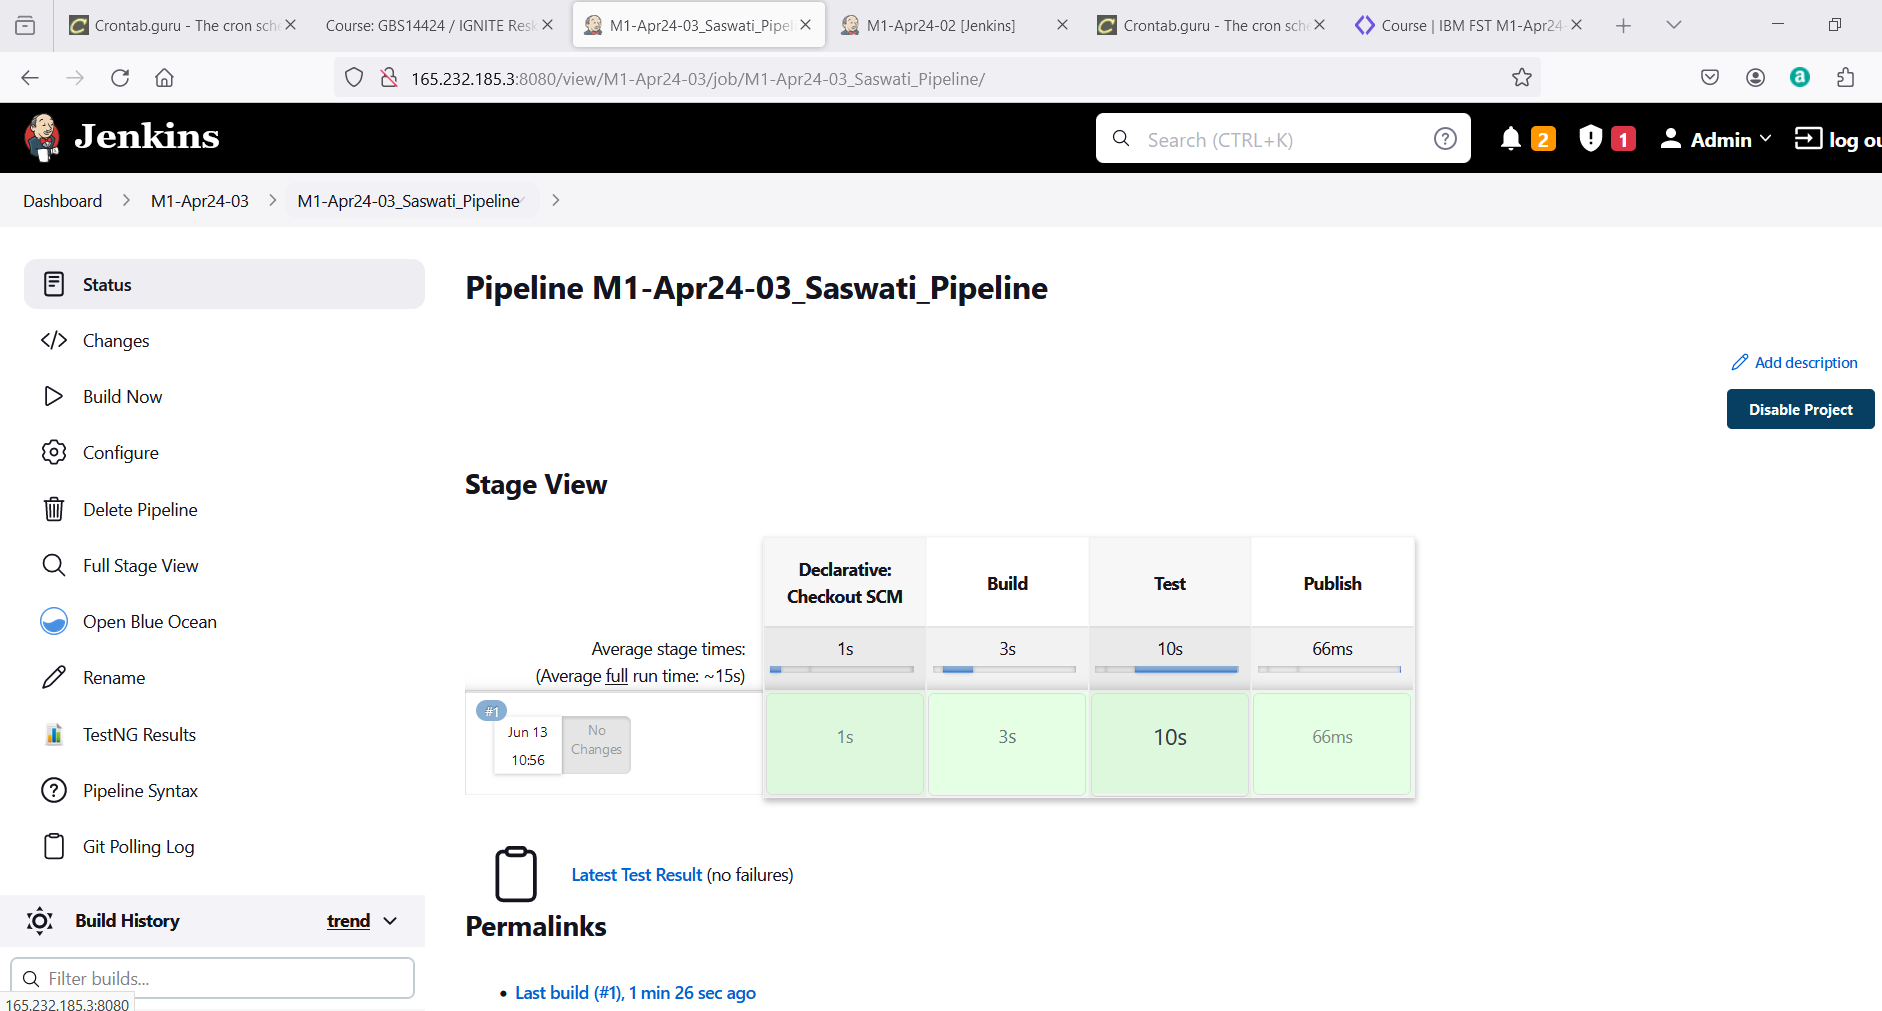 Crontab.guru - The cron sche
Course: GBS14424 / IGNITE Resk
M1-Apr24-03_Saswati_Pipeli
M1-Apr24-02 [Jenkins]
Crontab.guru - The cron sche
Course | IBM FST M1-Apr24-
165.232.185.3:8080/view/M1-Apr24-03/job/M1-Apr24-03_Saswati_Pipeline/
a
Jenkins
Search (CTRL+K)
2
1
Admin
log ou
Dashboard
M1-Apr24-03
M1-Apr24-03_Saswati_Pipeline
Status
Changes
Build Now
Configure
Delete Pipeline
Full Stage View
Open Blue Ocean
Rename
TestNG Results
Pipeline Syntax
Git Polling Log
Build History
trend
Filter builds...
165.232.185.3:8080
Pipeline M1-Apr24-03_Saswati_Pipeline
Add description
Disable Project
Stage View
Declarative:
Checkout SCM
Build
Test
Publish
Average stage times:
(Average full run time: ~15s)
1s
3s
10s
66ms
#1
Jun 13
10:56
No
Changes
1s
3s
10s
66ms
Latest Test Result (no failures)
Permalinks
• Last build (#1), 1 min 26 sec ago